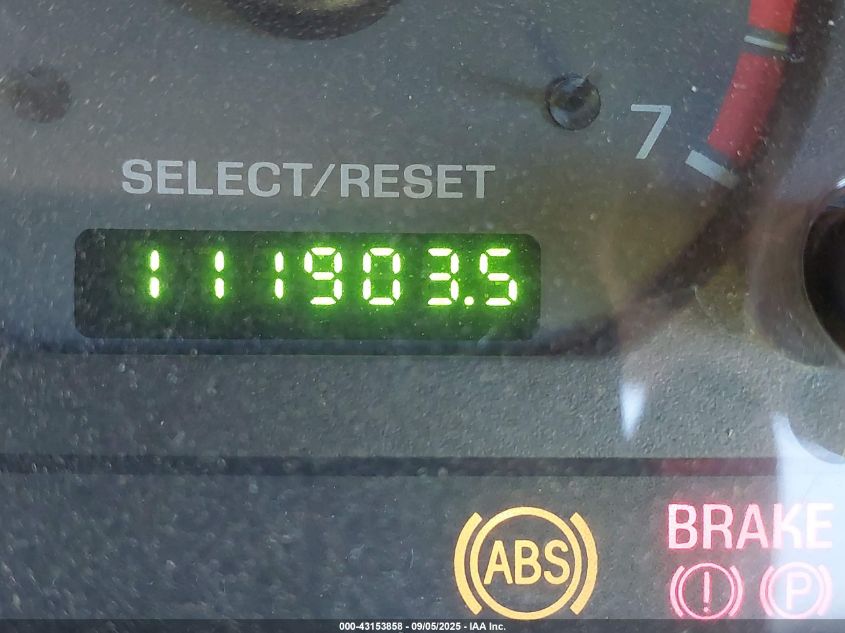 7
SELECT/RESET
111903.5
BRAKE
ABS
! P
000-43153858 - 09/05/2025 - IAA Inc.